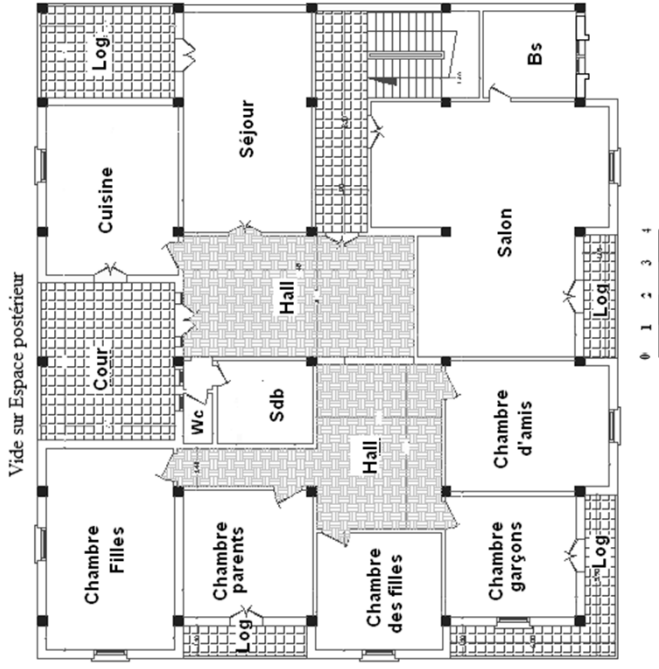 Vide sur Espace postérieur
Log
Cuisine
Cour
Chambre
Filles
Séjour
Hall
Wc
Sdb
Chambre
parents
Log
Hall
Chambre
des filles
Bs
Salon
Log
Chambre
d'amis
Chambre
garçons
Log
0 1 2 3 4